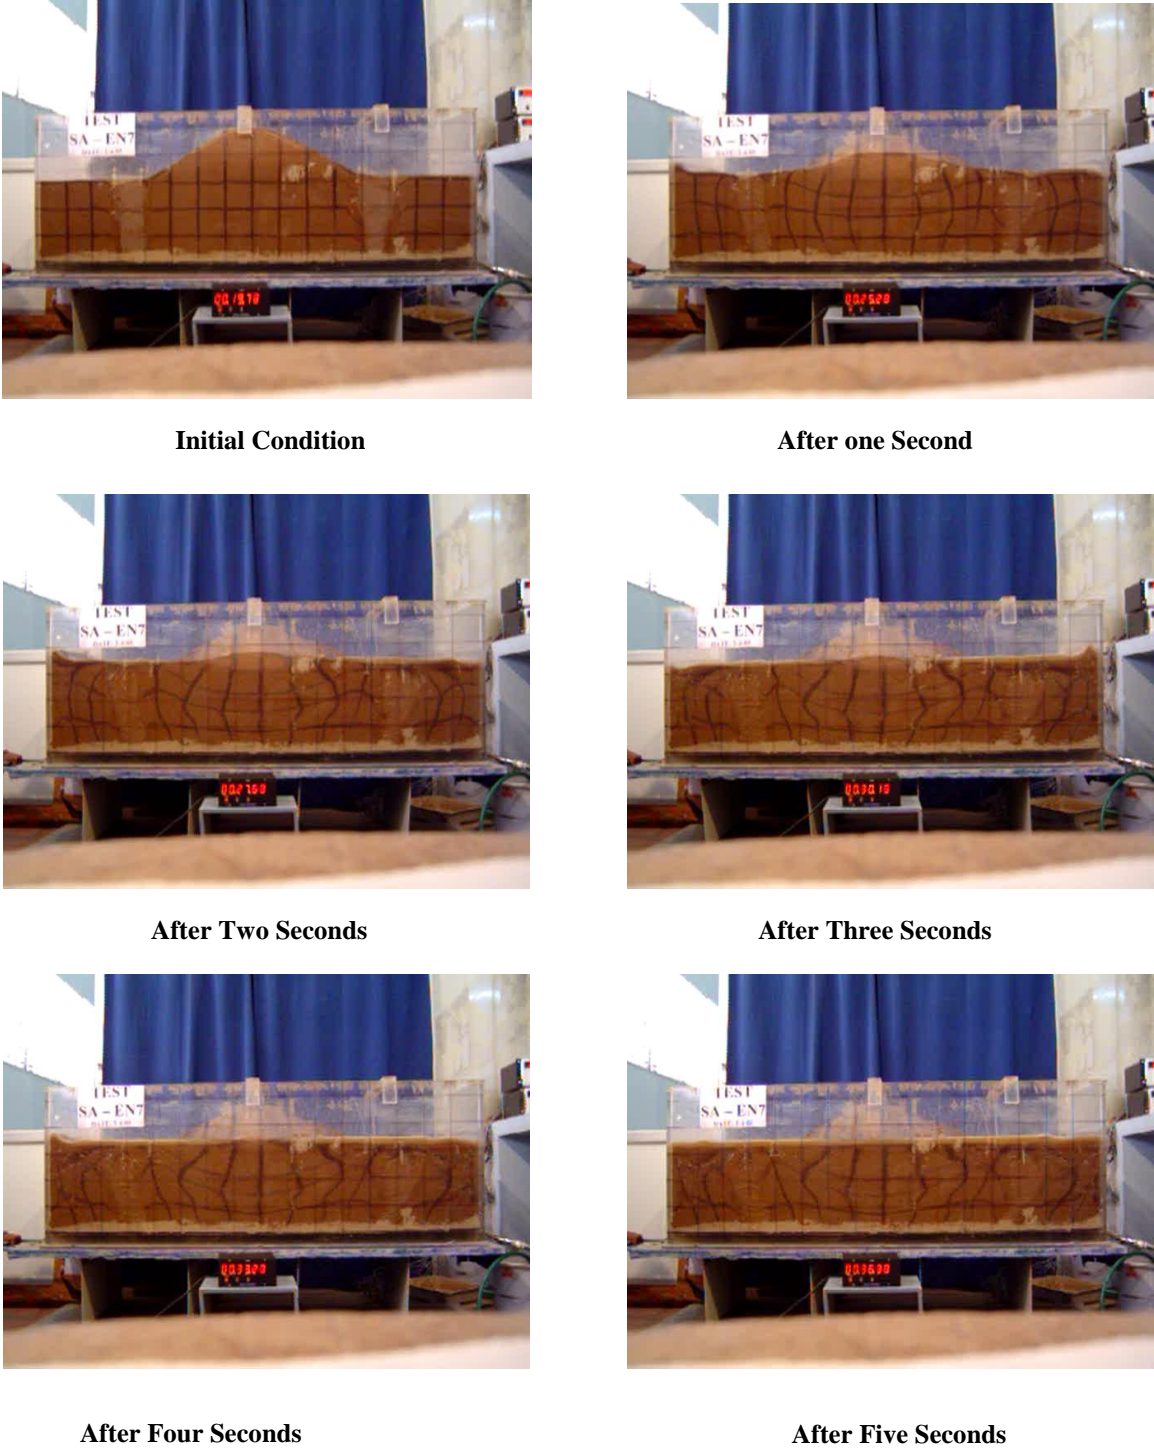 TEST
SA – EN7
Initial Condition
TEST
SA – EN7
After one Second
TEST
SA – EN7
After Two Seconds
TEST
SA – EN7
After Three Seconds
TEST
SA – EN7
After Four Seconds
TEST
SA – EN7
After Five Seconds